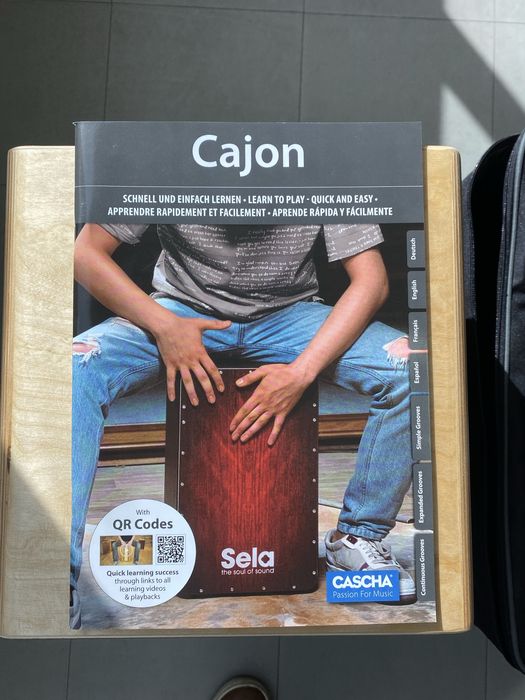 Cajon
SCHNELL UND EINFACH LERNEN • LEARN TO PLAY - QUICK AND EASY •
APPRENDRE RAPIDEMENT ET FACILEMENT • APRENDE RÁPIDA Y FÁCILMENTE
Deutsch
English
Français
Español
Simple Grooves
Expanded Grooves
Continuous Grooves
With
QR Codes
Quick learning success
through links to all
learning videos
& playbacks
Sela
the soul of sound
CASCHA
Passion For Music